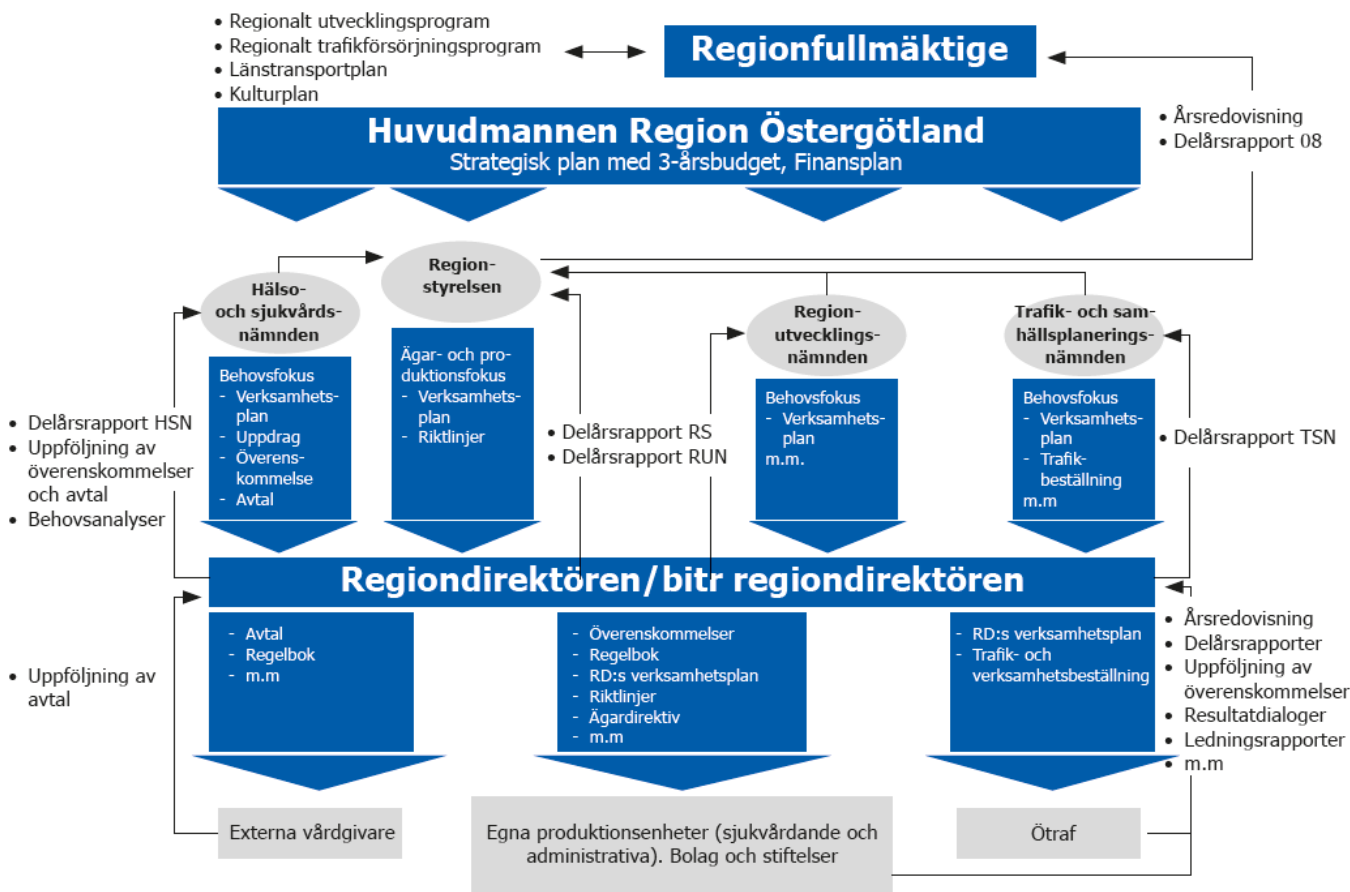 • Regionalt utvecklingsprogram
• Regionalt trafikförsörjningsprogram
• Länstransportplan
• Kulturplan
Regionfullmäktige
• Årsredovisning
• Delårsrapport 08
Huvudmannen Region Östergötland
Strategisk plan med 3-årsbudget, Finansplan
Hälso-
och sjukvårds-
nämnden
Region-
styrelsen
Region-
utvecklings-
nämnden
Trafik- och sam-
hällsplanerings-
nämnden
• Delårsrapport HSN
• Uppföljning av
överenskommelser
och avtal
• Behovsanalyser
Behovsfokus
- Verksamhets-
plan
- Uppdrag
- Överens-
kommelse
- Avtal
Ägar- och pro-
duktionsfokus
- Verksamhets-
plan
- Riktlinjer
• Delårsrapport RS
• Delårsrapport RUN
Behovsfokus
- Verksamhets-
plan
m.m.
Behovsfokus
- Verksamhets-
plan
- Trafik-
beställning
m.m
• Delårsrapport TSN
Regiondirektören/bitr regiondirektören
• Uppföljning av
avtal
- Avtal
- Regelbok
- m.m
- Överenskommelser
- Regelbok
- RD:s verksamhetsplan
- Riktlinjer
- Ägardirektiv
- m.m
- RD:s verksamhetsplan
- Trafik- och
verksamhetsbeställning
• Årsredovisning
• Delårsrapporter
• Uppföljning av
överenskommelser
• Resultatdialoger
• Ledningsrapporter
• m.m
Externa vårdgivare
Egna produktionsenheter (sjukvårdande och
administrativa). Bolag och stiftelser
Ötraf